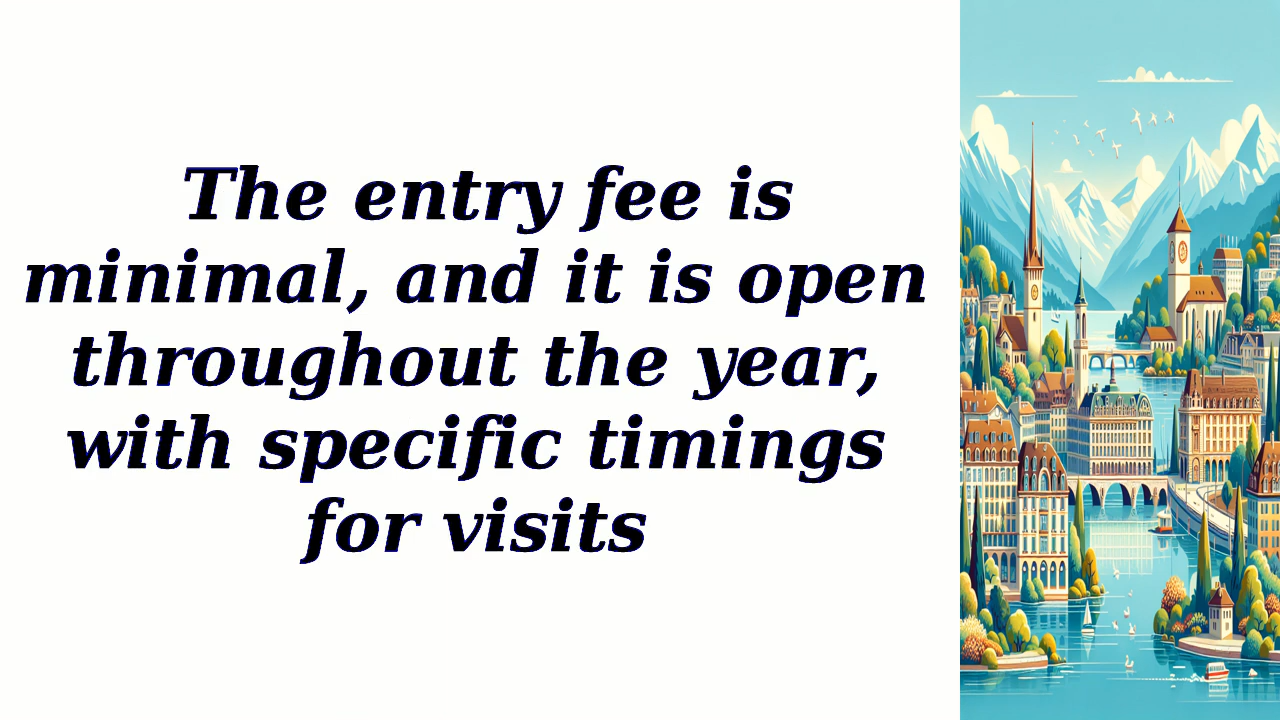 The entry fee is
minimal, and it is open
throughout the year,
with specific timings
for visits